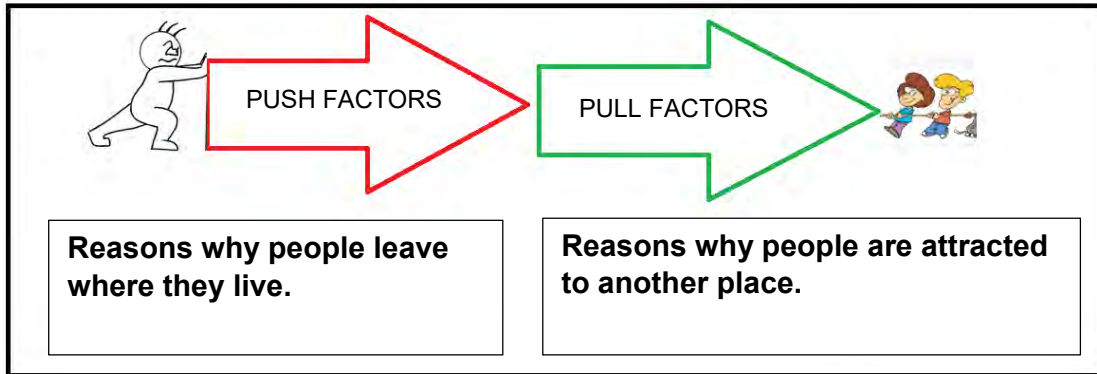 PUSH FACTORS
PULL FACTORS
Reasons why people leave
where they live.
Reasons why people are attracted
to another place.